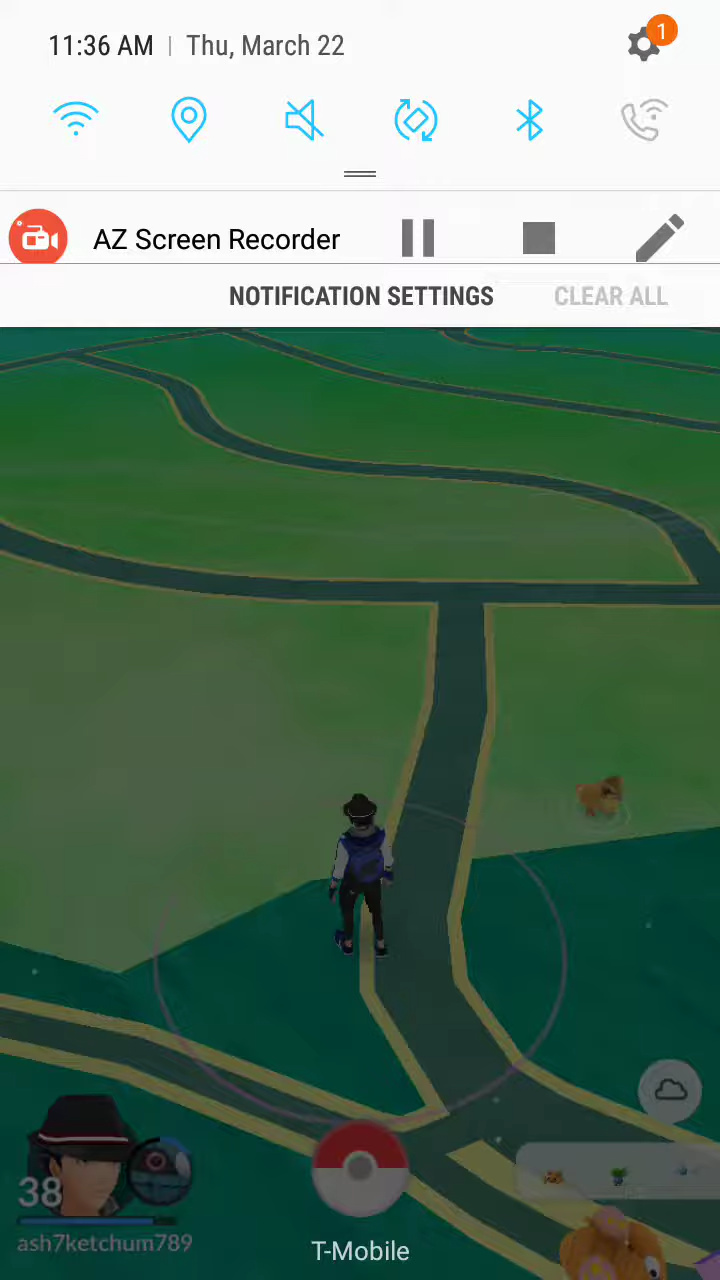 11:36 AM | Thu, March 22
1
AZ Screen Recorder
NOTIFICATION SETTINGS CLEAR ALL
38
ash7ketchum789
T-Mobile